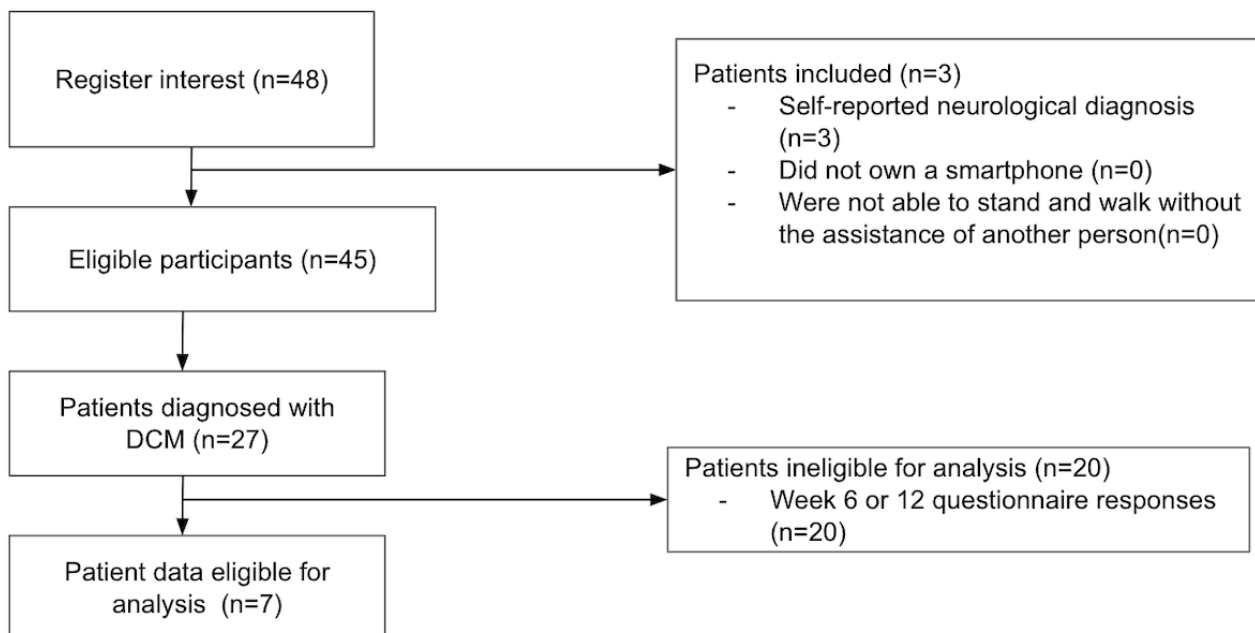 Register interest (n=48)
Patients included (n=3)
- Self-reported neurological diagnosis
(n=3)
- Did not own a smartphone (n=0)
- Were not able to stand and walk without
the assistance of another person(n=0)
Eligible participants (n=45)
Patients diagnosed with
DCM (n=27)
Patients ineligible for analysis (n=20)
- Week 6 or 12 questionnaire responses
(n=20)
Patient data eligible for
analysis (n=7)